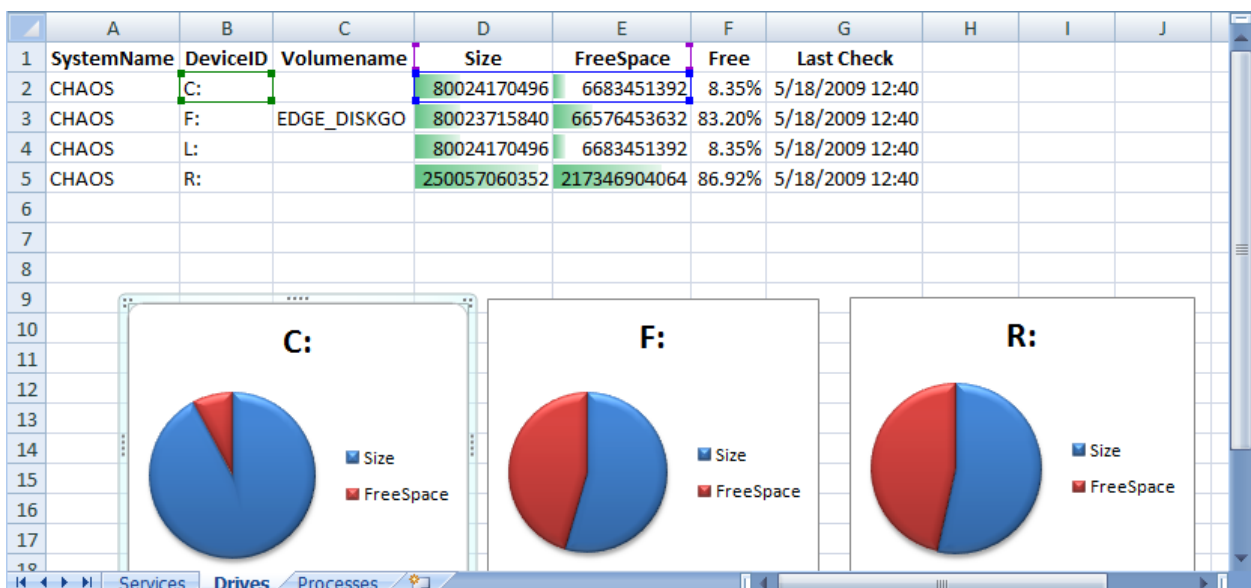 A B C D E F G H I J
1 SystemName DeviceID Volumename Size FreeSpace Free Last Check
2 CHAOS C: 80024170496 6683451392 8.35% 5/18/2009 12:40
3 CHAOS F: EDGE_DISKGO 80023715840 66576453632 83.20% 5/18/2009 12:40
4 CHAOS L: 80024170496 6683451392 8.35% 5/18/2009 12:40
5 CHAOS R: 250057060352 217346904064 86.92% 5/18/2009 12:40
6
7
8
9
10
11
12
13
14
15
16
17
18
C:
Size
FreeSpace
F:
Size
FreeSpace
R:
Size
FreeSpace
Services Drives Processes